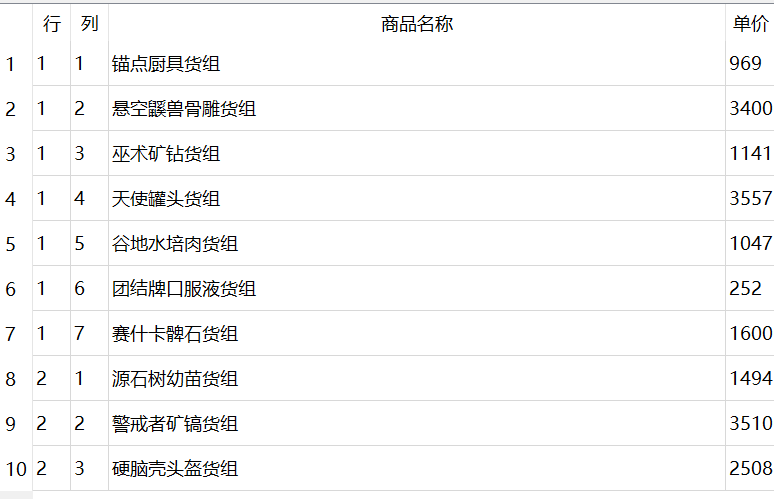 行 列 商品名称 单价
1 1 1 锚点厨具货组 969
2 1 2 悬空鼷兽骨雕货组 3400
3 1 3 巫术矿钻货组 1141
4 1 4 天使罐头货组 3557
5 1 5 谷地水培肉货组 1047
6 1 6 团结牌口服液货组 252
7 1 7 赛什卡髀石货组 1600
8 2 1 源石树幼苗货组 1494
9 2 2 警戒者矿镐货组 3510
10 2 3 硬脑壳头盔货组 2508